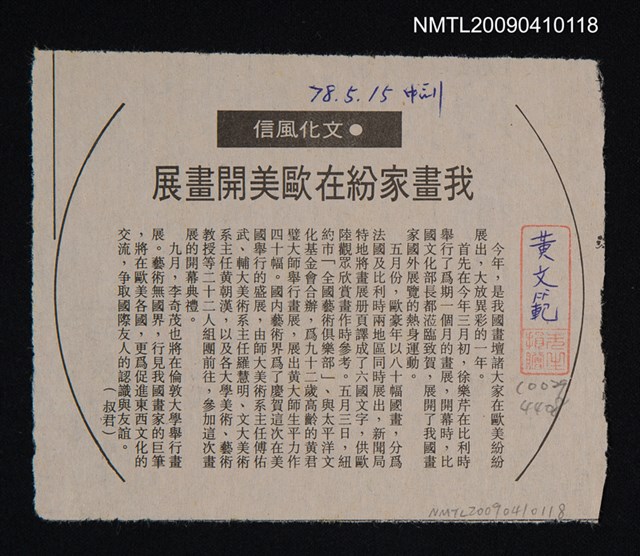 NMTL20090410118
78.5.15 中副
●文化風信
我畫家紛在歐美開畫展
今年，是我國畫壇諸大家在歐美紛紛
展出，大放異彩的一年。
首先在今年三月初，徐樂芹在比利時
舉行了為期一個月的畫展，開幕時，比
國文化部長都蒞臨致賀，展開了我國畫
家國外展覽的熱身運動。
五月份，歐豪年以八十幅國畫，分為
法國及比利時兩地區同時展出，新聞局
特地將畫展册頁譯成了六國文字，供歐
陸觀眾欣賞畫作時參考。五月三日，紐
約市「全國藝術俱樂部」、與太平洋文
化基金會合辦，為九十二歲高齡的黃君
璧大師舉行畫展，展出黃大師生平力作
四十幅。國內藝術界為了慶賀這次在美
國舉行的盛展，由師大美術系主任傅佑
武、輔大美術系主任羅慧明、文大美術
系主任黃朝漢，以及各大學美術，藝術
教授等二十二人組團前往，參加這次畫
展的開幕典禮。
九月，李奇茂也將在倫敦大學舉行畫
展。藝術無國界，行見我國畫家的巨筆
，將在歐美各國，更為促進東西文化的
交流，爭取國際友人的認識與友誼。
（叔君）
黃文範
NMTL20090410118